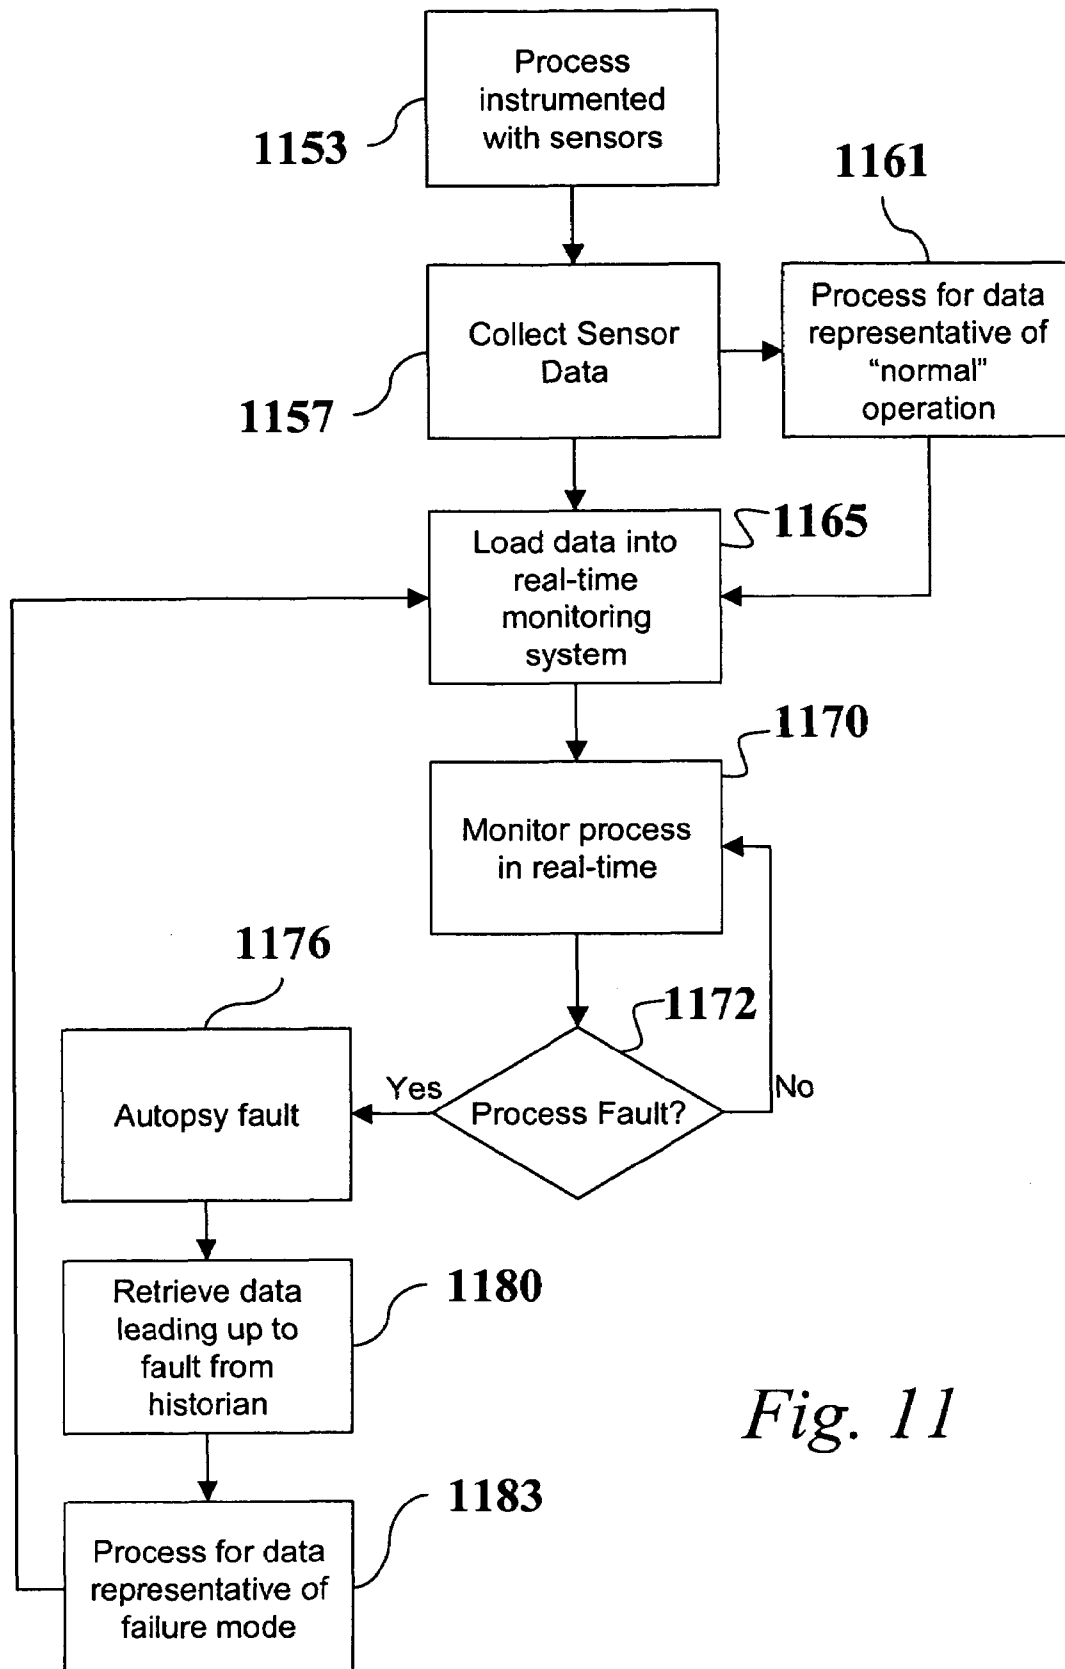 Process
instrumented
with sensors
1153
1161
Collect Sensor
Data
1157
Process for data
representative of
“normal”
operation
1165
Load data into
real-time
monitoring
system
1170
Monitor process
in real-time
1176
1172
Yes
Process Fault?
No
Autopsy fault
Retrieve data
leading up to
fault from
historian
1180
Fig. 11
1183
Process for data
representative of
failure mode